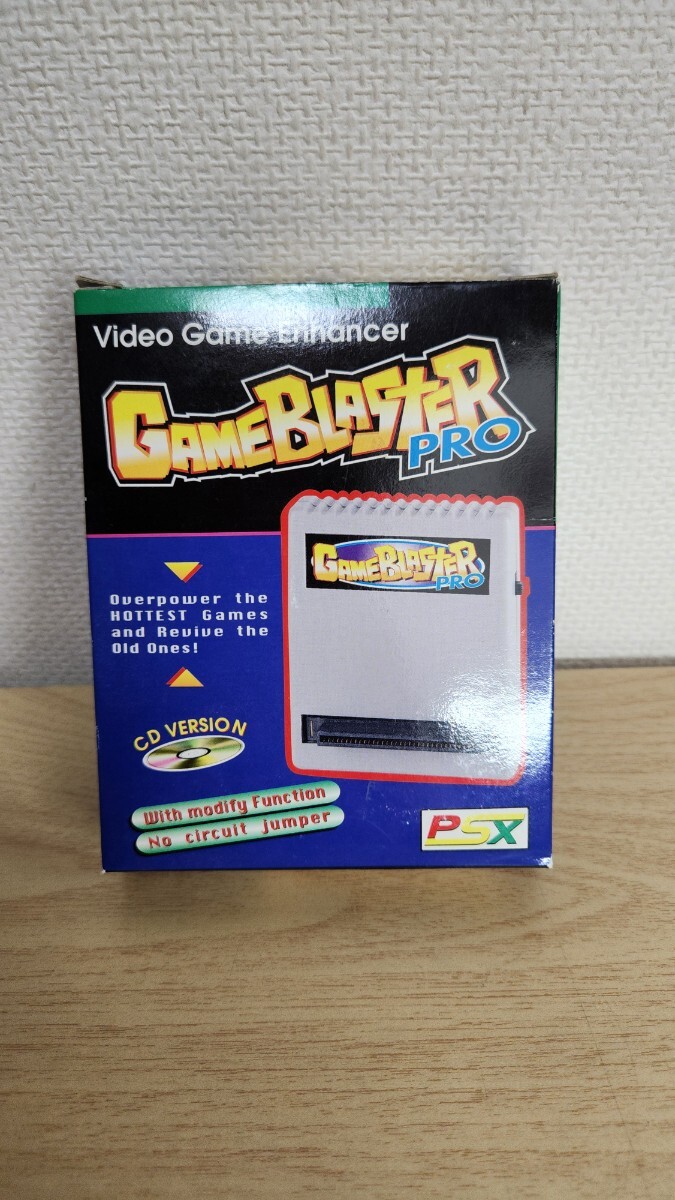 Video Game Enhancer
GAMEBLASTER
PRO
GAMEBLASTER
PRO
Overpower the
HOTTEST Games
and Revive the
Old Ones!
CD VERSION
With modify Function
No circuit jumper
PSX